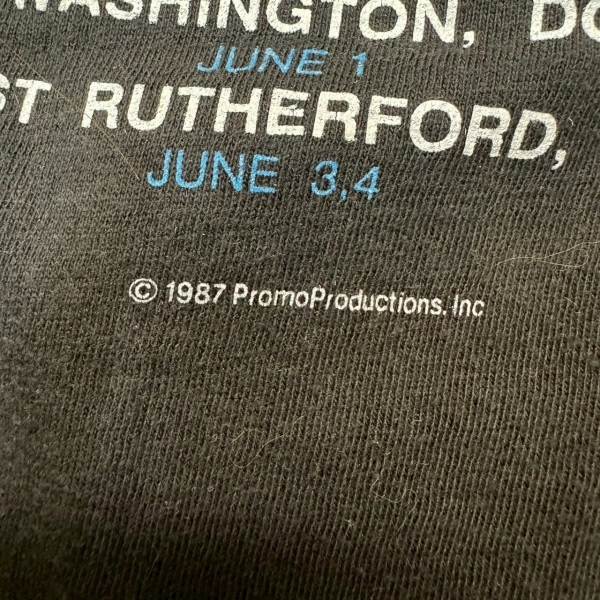 WASHINGTON, DC
JUNE 1
ST RUTHERFORD,
JUNE 3,4
© 1987 PromoProductions. Inc